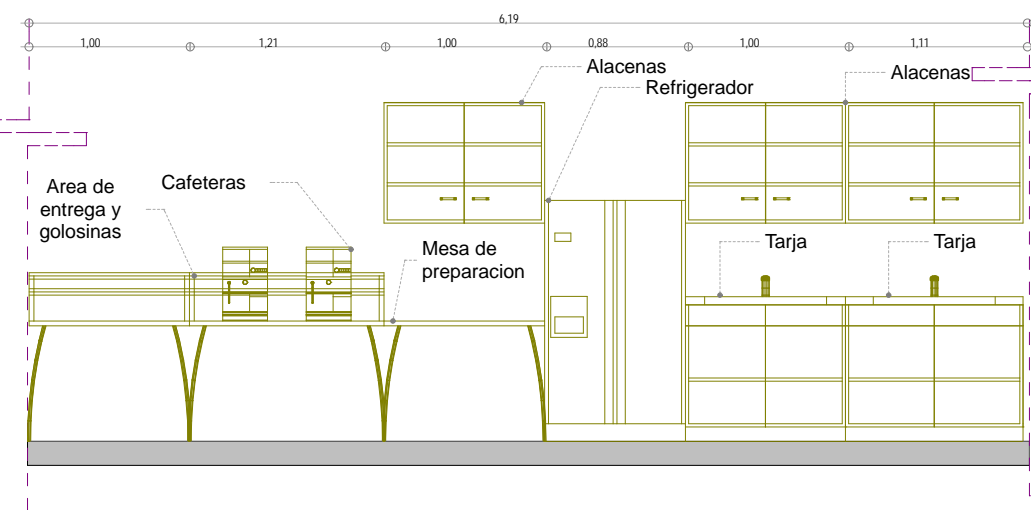 6,19
1,00
1,21
1,00
0,88
1,00
1,11
Alacenas
Refrigerador
Alacenas
Area de
entrega y
golosinas
Cafeteras
Mesa de
preparacion
Tarja
Tarja